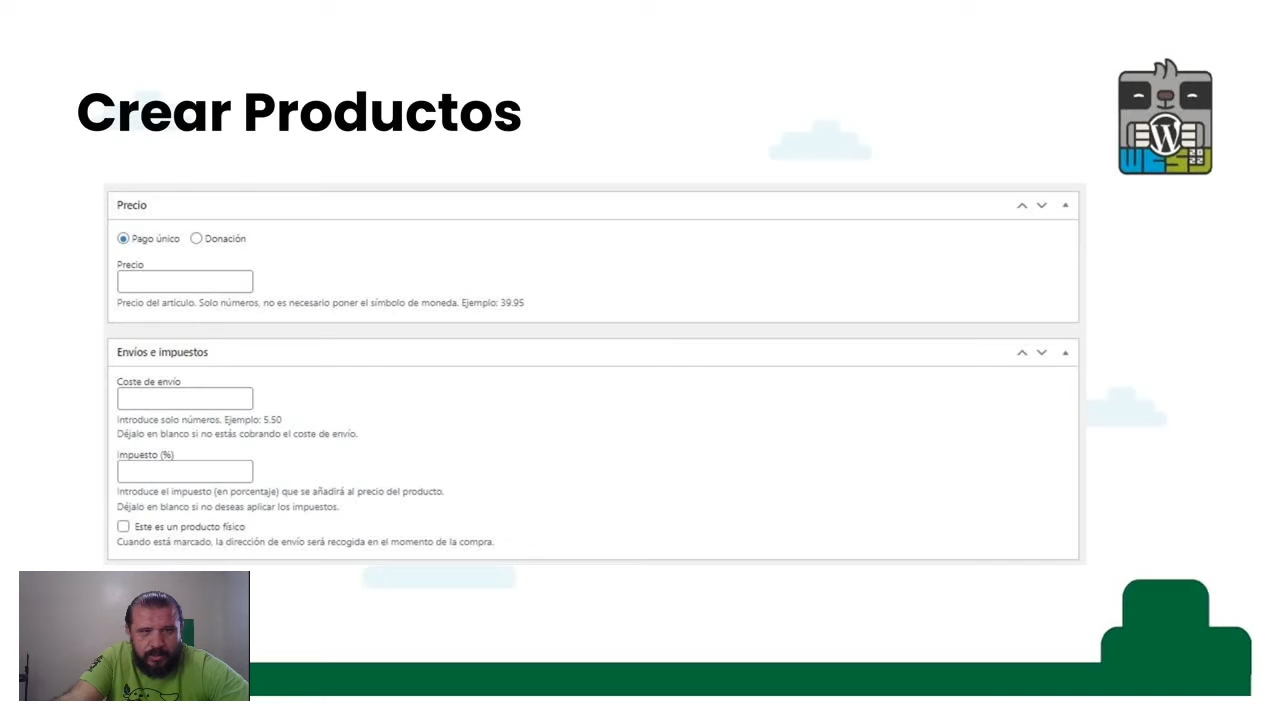 Crear Productos
W
WESJ
2022
Precio
Pago único Donación
Precio
Precio del artículo. Solo números, no es necesario poner el símbolo de moneda. Ejemplo: 39.95
Envíos e impuestos
Coste de envío
Introduce solo números. Ejemplo: 5.50
Déjalo en blanco si no estás cobrando el coste de envío.
Impuesto (%)
Introduce el impuesto (en porcentaje) que se añadirá al precio del producto.
Déjalo en blanco si no deseas aplicar los impuestos.
Este es un producto físico
Cuando está marcado, la dirección de envío será recogida en el momento de la compra.